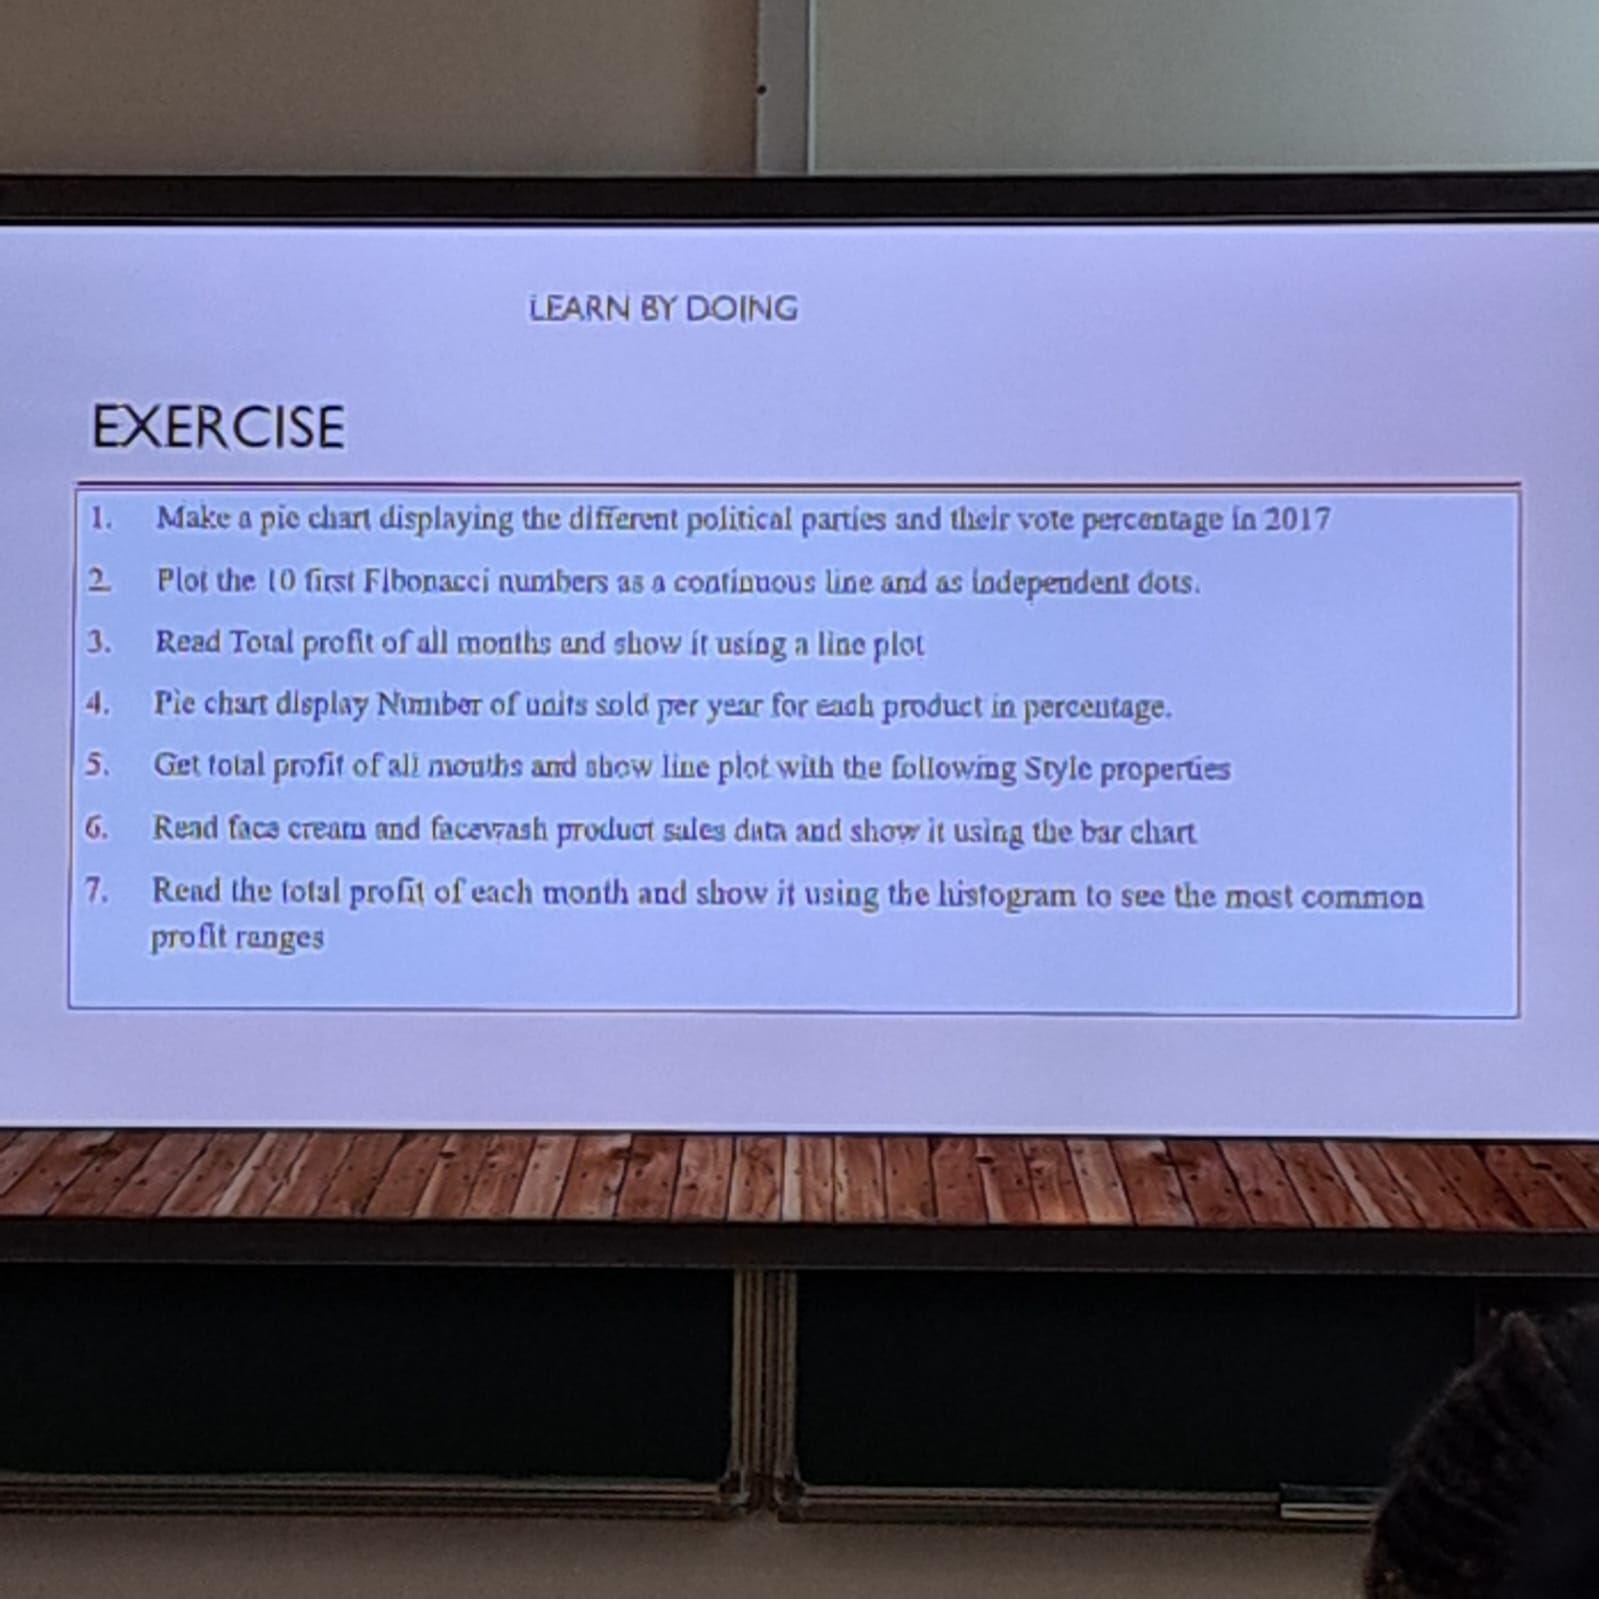 LEARN BY DOING
EXERCISE
1. Make a pie chart displaying the different political parties and their vote percentage in 2017
2. Plot the 10 first Fibonacci numbers as a continuous line and as independent dots.
3. Read Total profit of all months and show it using a line plot
4. Pie chart display Number of units sold per year for each product in percentage.
5. Get total profit of all months and show line plot with the following Style properties
6. Read face cream and facewash product sales data and show it using the bar chart
7. Read the total profit of each month and show it using the histogram to see the most common
profit ranges